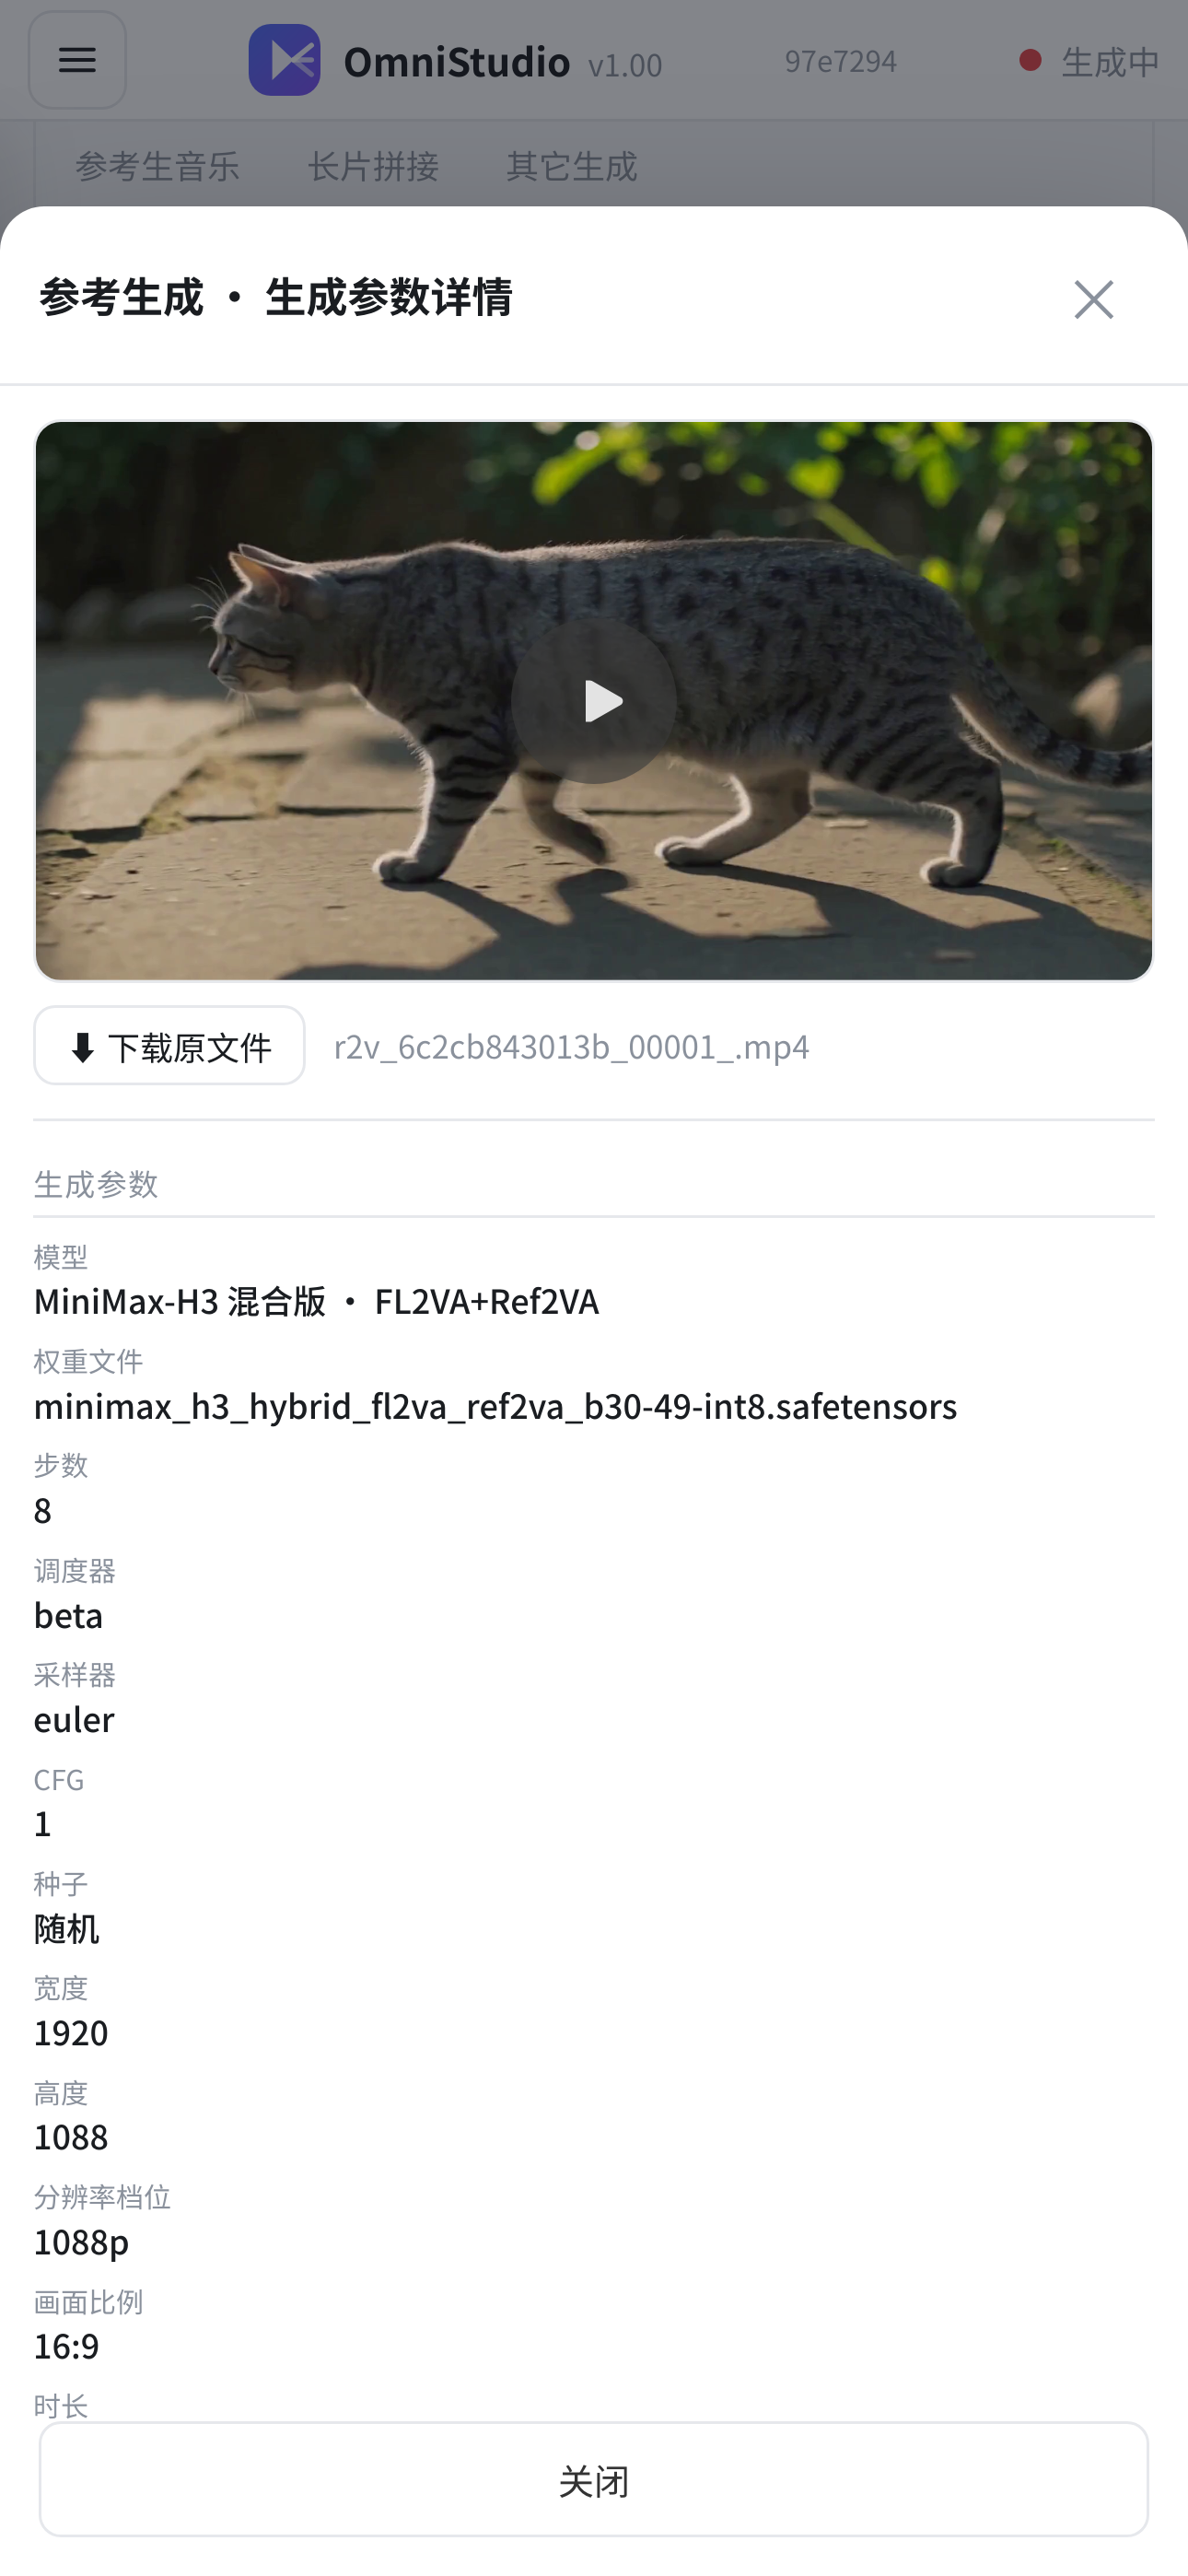 OmniStudio v1.00 97e7294 生成中
参考生音乐 长片拼接 其它生成
参考生成 · 生成参数详情
下载原文件 r2v_6c2cb843013b_00001_.mp4
生成参数
模型
MiniMax-H3 混合版 · FL2VA+Ref2VA
权重文件
minimax_h3_hybrid_fl2va_ref2va_b30-49-int8.safetensors
步数
8
调度器
beta
采样器
euler
CFG
1
种子
随机
宽度
1920
高度
1088
分辨率档位
1088p
画面比例
16:9
时长
关闭